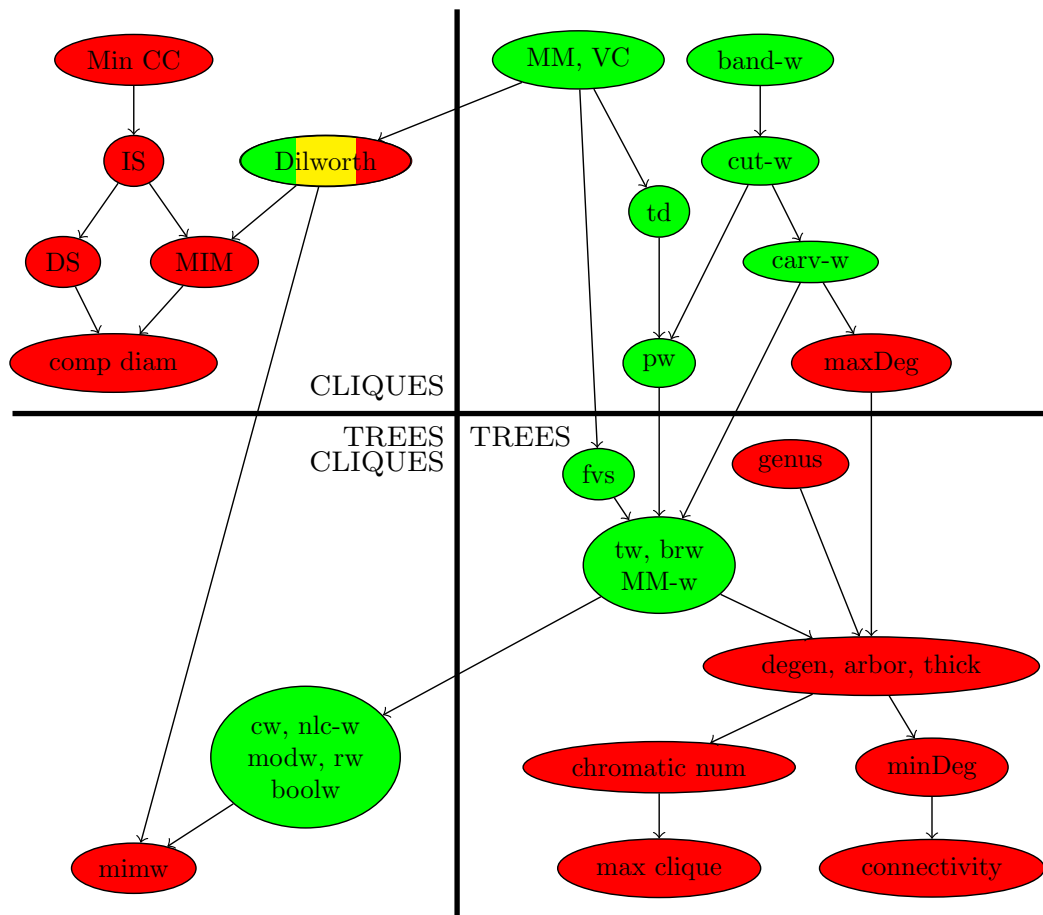 Min CC
MM, VC
band-w
IS
Dilworth
cut-w
td
DS
MIM
carv-w
comp diam
pw
maxDeg
CLIQUES
TREES
CLIQUES
TREES
genus
fvs
tw, brw
MM-w
degen, arbor, thick
cw, nlc-w
modw, rw
boolw
chromatic num
minDeg
mimw
max clique
connectivity